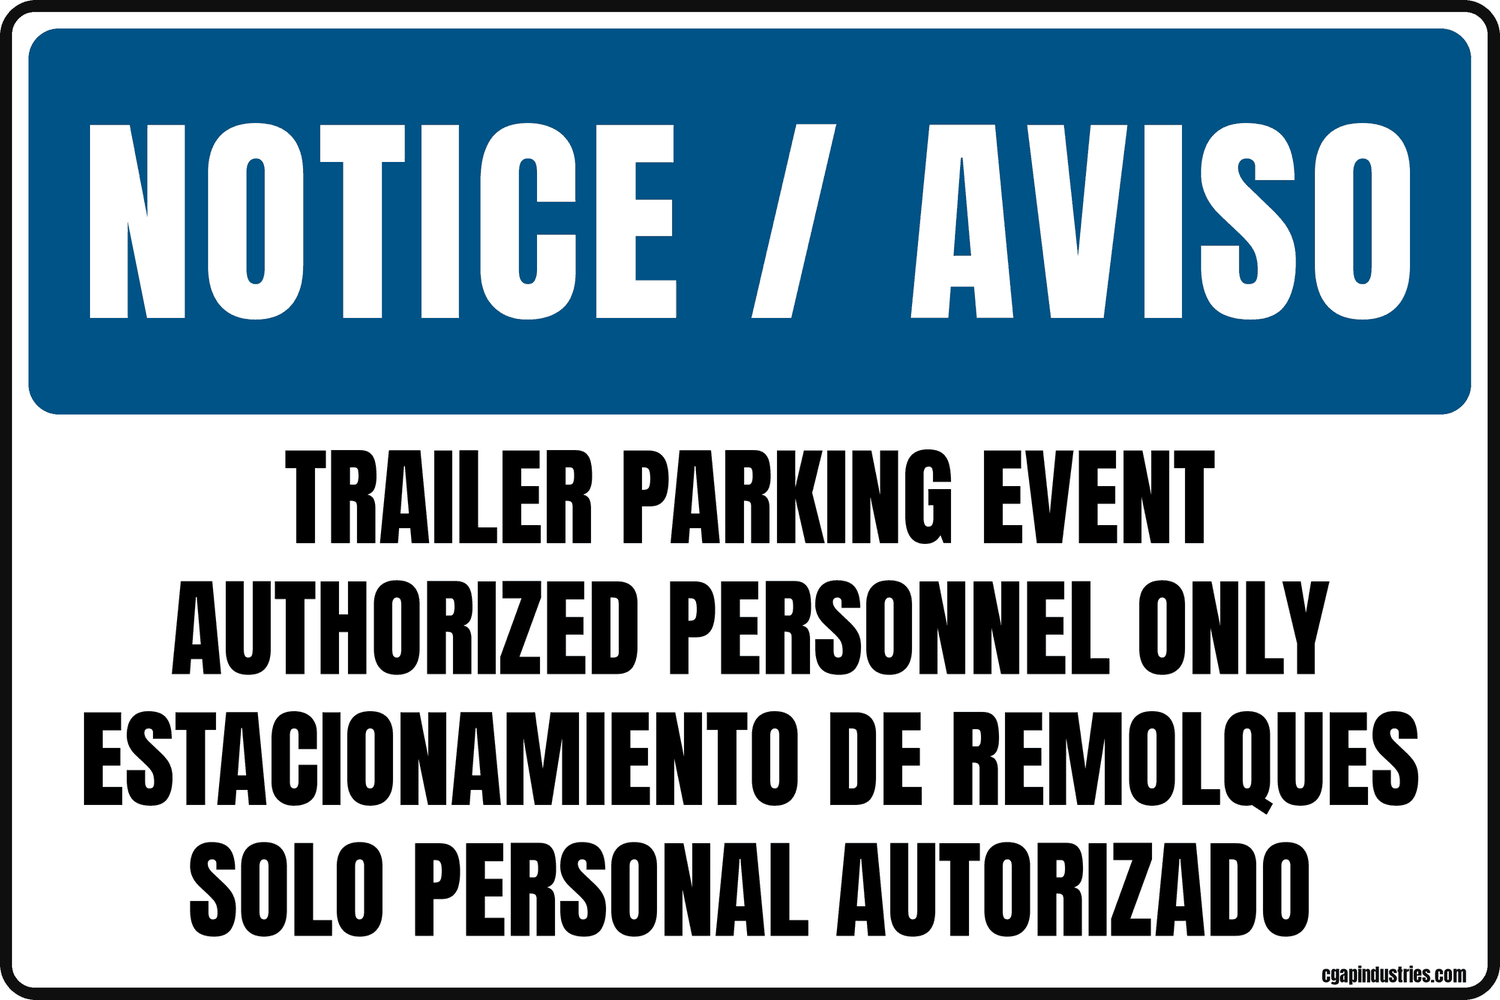 NOTICE / AVISO
TRAILER PARKING EVENT
AUTHORIZED PERSONNEL ONLY
ESTACIONAMIENTO DE REMOLQUES
SOLO PERSONAL AUTORIZADO
cgapindustries.com